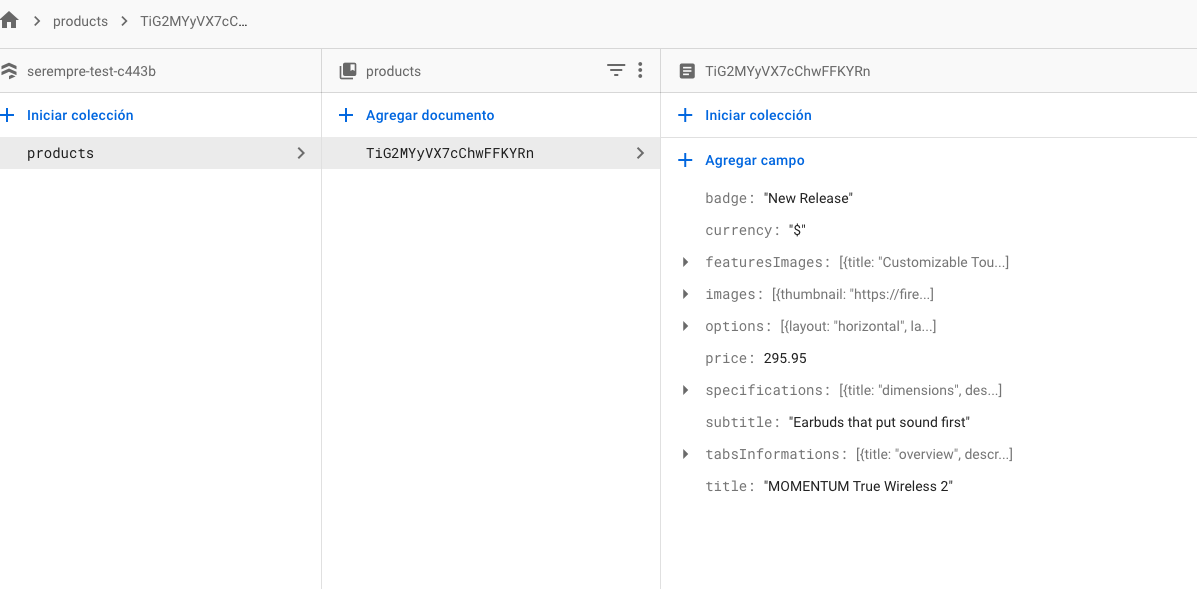 products > TiG2MYyVX7cC...
serempre-test-c443b
Iniciar colección
products
products
Agregar documento
TiG2MYyVX7cChwFFKYRn
TiG2MYyVX7cChwFFKYRn
Iniciar colección
Agregar campo
badge: "New Release"
currency: "$"
featuresImages: [{title: "Customizable Tou...]
images: [{thumbnail: "https://fire...]
options: [{layout: "horizontal", la...]
price: 295.95
specifications: [{title: "dimensions", des...]
subtitle: "Earbuds that put sound first"
tabsInformations: [{title: "overview", descr...]
title: "MOMENTUM True Wireless 2"